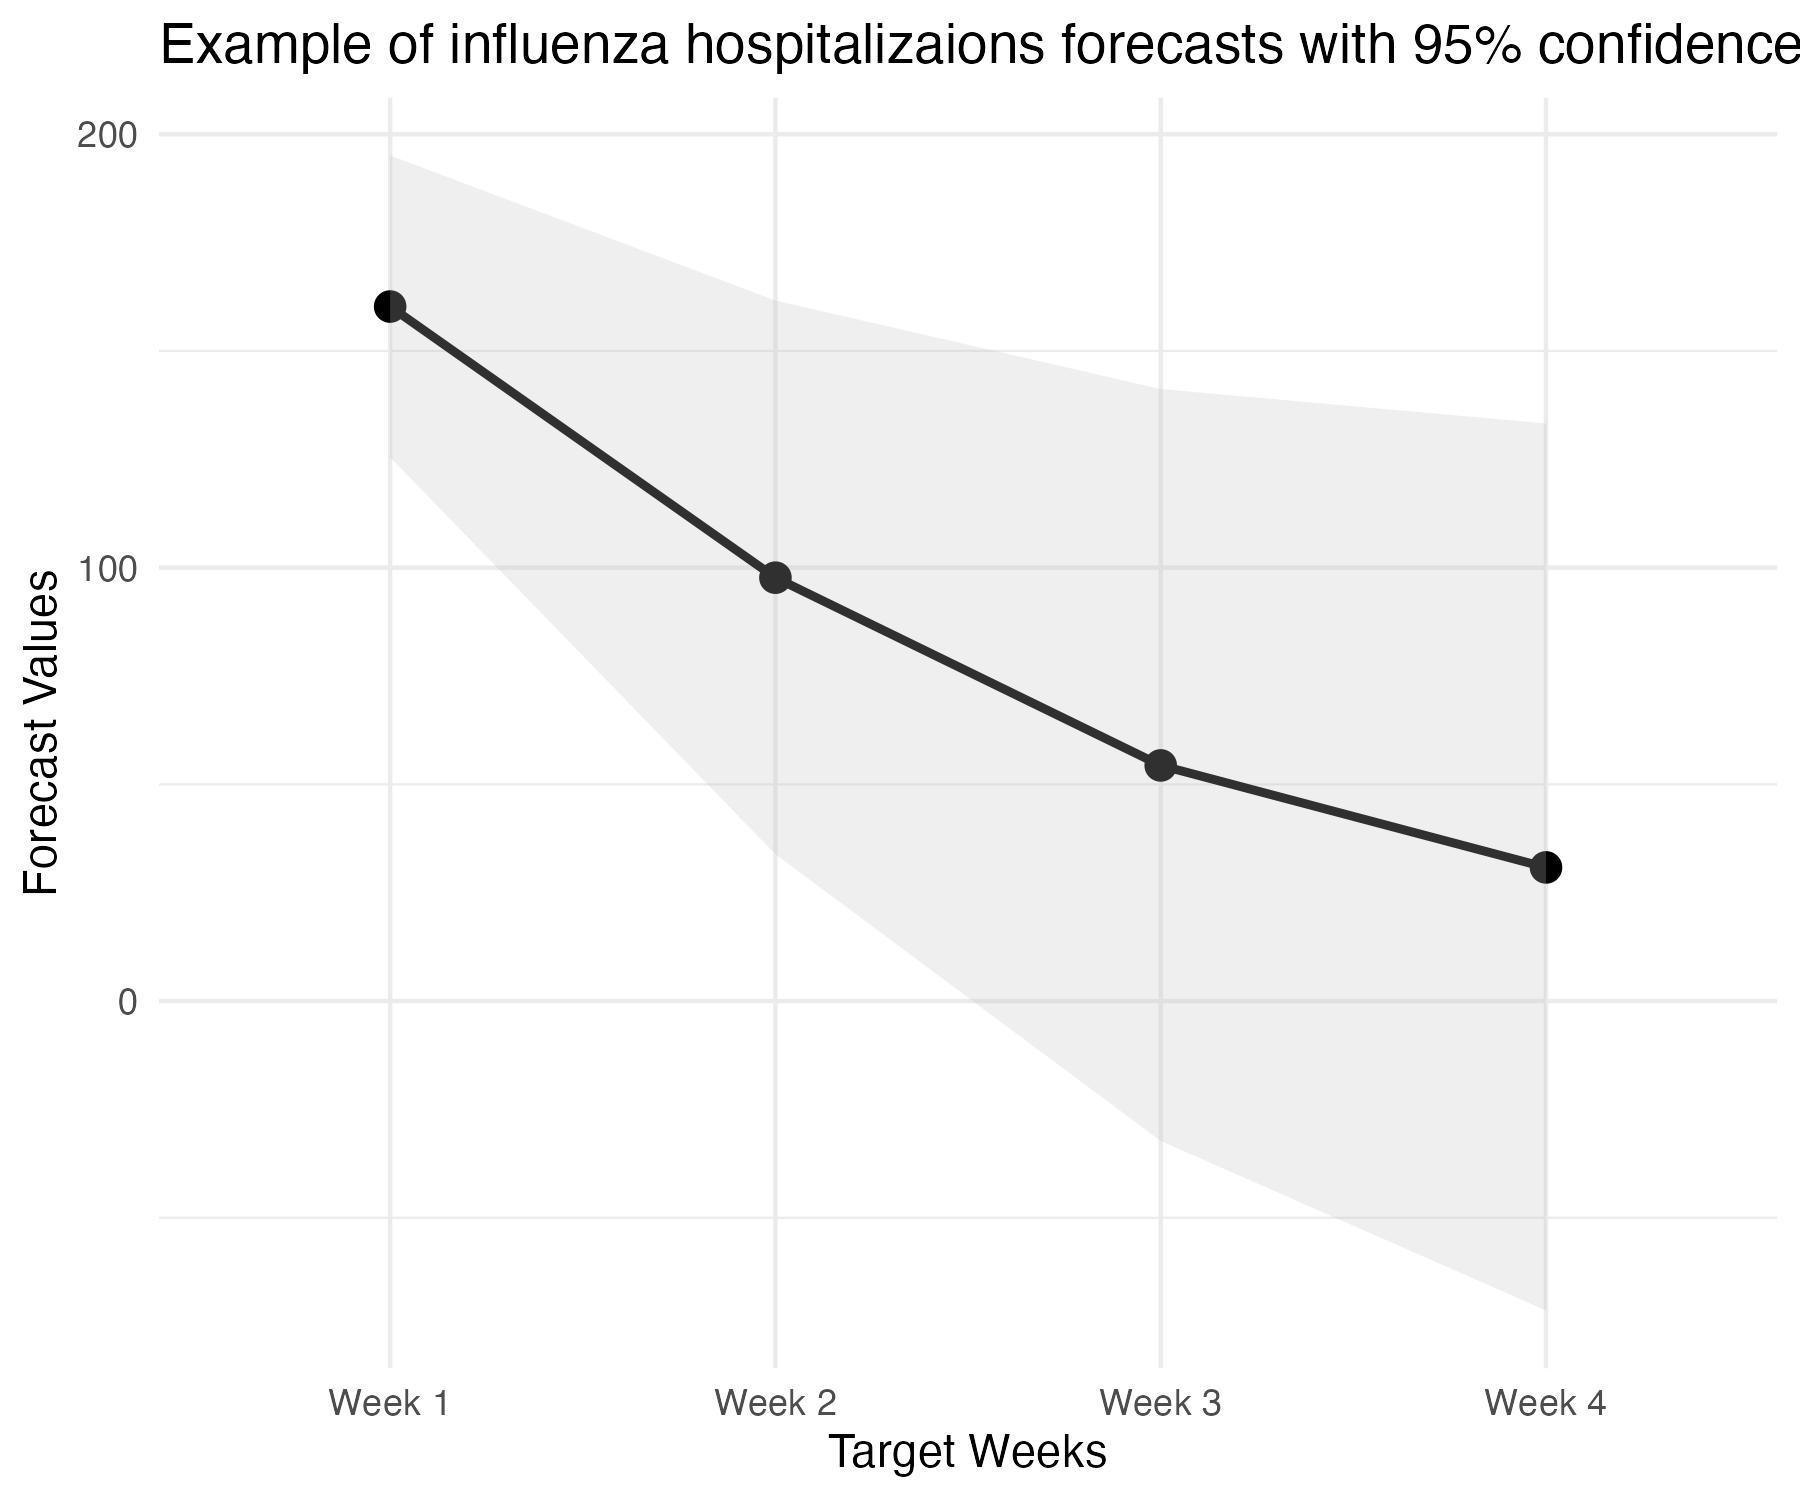 Example of influenza hospitalizaions forecasts with 95% confidence
200
100
0
Forecast Values
Week 1
Week 2
Week 3
Week 4
Target Weeks